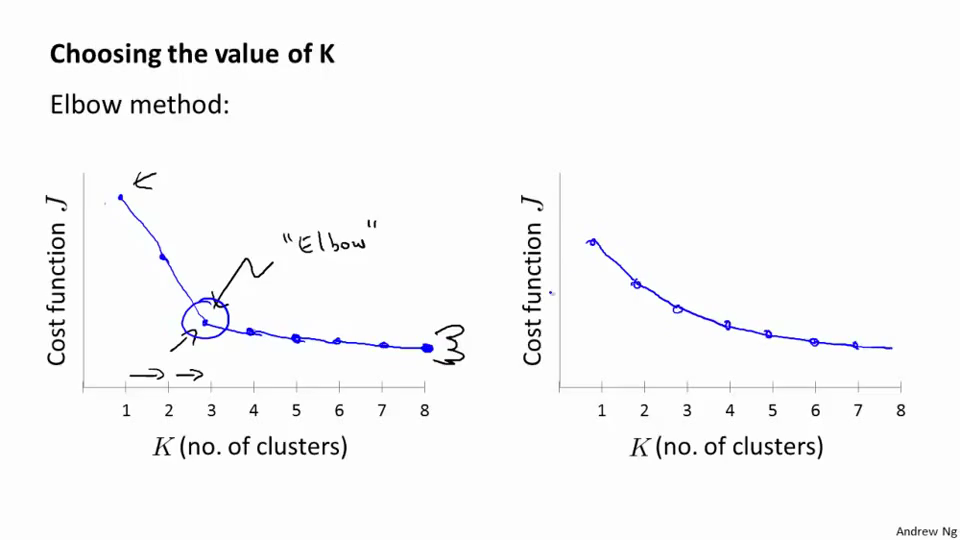 Choosing the value of K
Elbow method:
Cost function J
"Elbow"
1 2 3 4 5 6 7 8
K (no. of clusters)
Cost function J
1 2 3 4 5 6 7 8
K (no. of clusters)
Andrew Ng